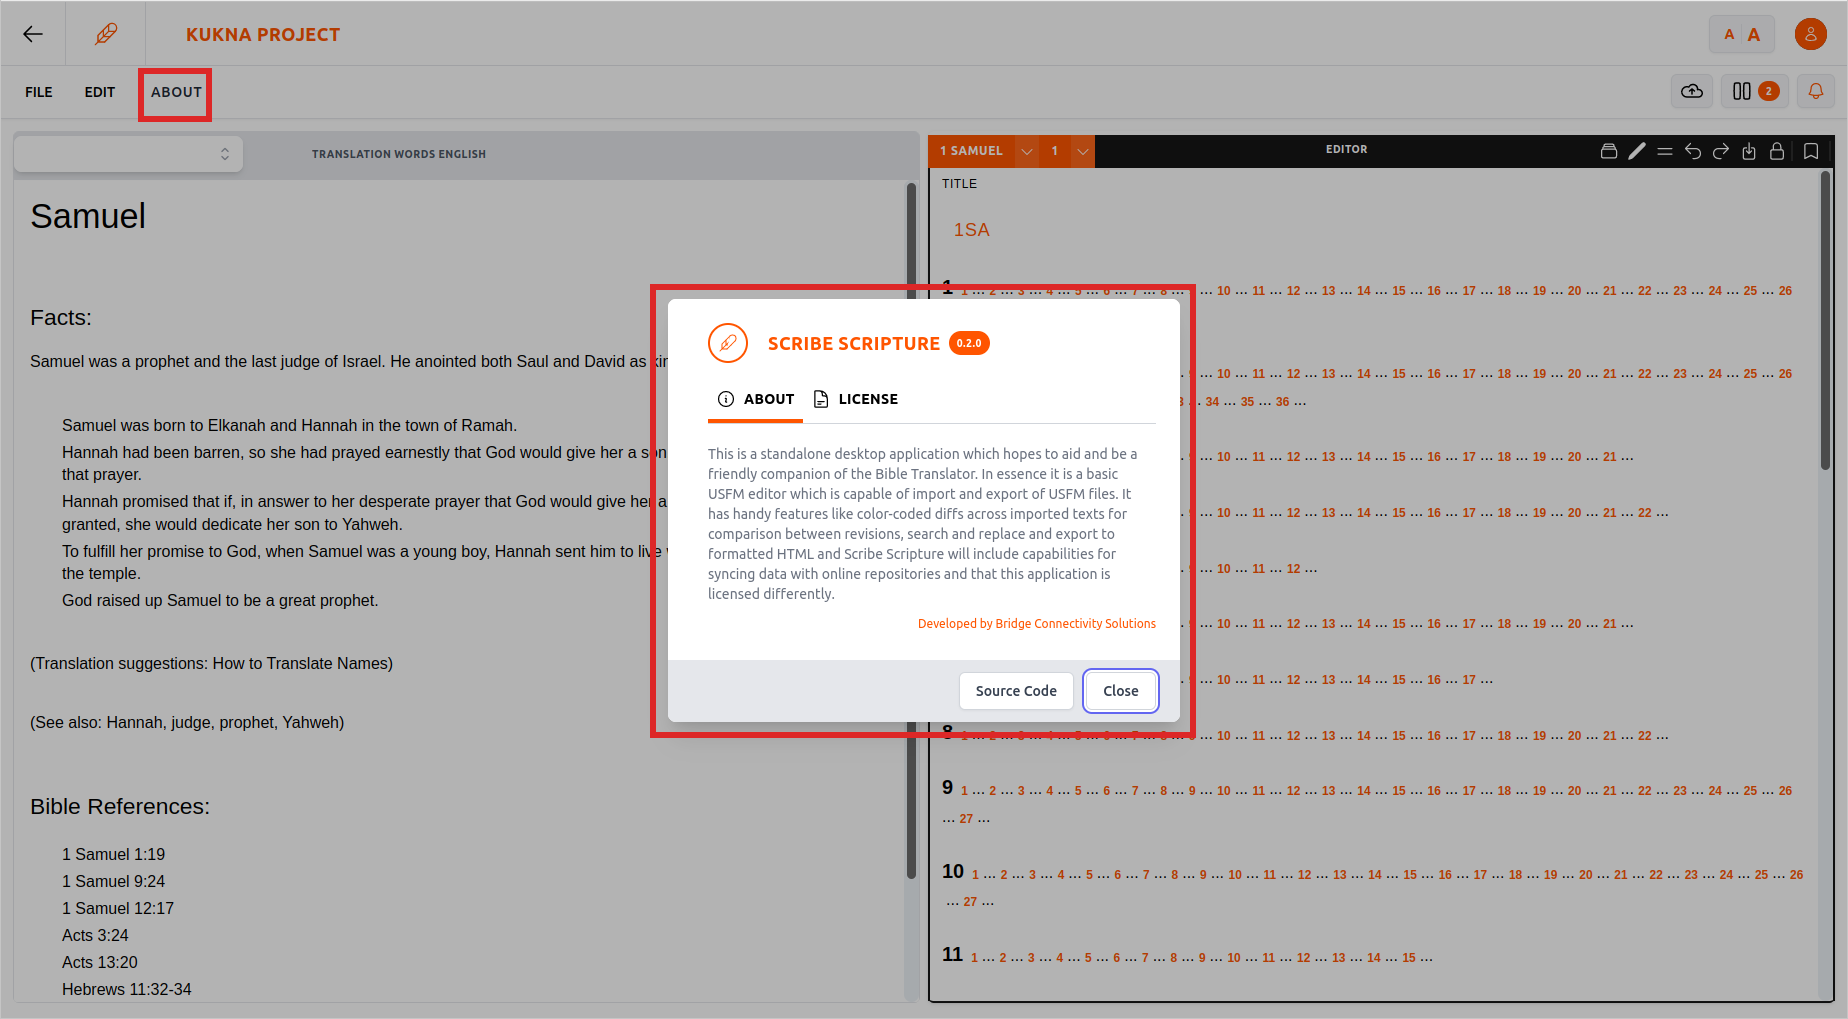 KUKNA PROJECT
A A
FILE EDIT ABOUT
2
TRANSLATION WORDS ENGLISH
Samuel
Facts:
Samuel was a prophet and the last judge of Israel. He anointed both Saul and David as
Samuel was born to Elkanah and Hannah in the town of Ramah.
Hannah had been barren, so she had prayed earnestly that God would give her a son
that prayer.
Hannah promised that if, in answer to her desperate prayer that God would give her a
granted, she would dedicate her son to Yahweh.
To fulfill her promise to God, when Samuel was a young boy, Hannah sent him to live
the temple.
God raised up Samuel to be a great prophet.
(Translation suggestions: How to Translate Names)
(See also: Hannah, judge, prophet, Yahweh)
Bible References:
1 Samuel 1:19
1 Samuel 9:24
1 Samuel 12:17
Acts 3:24
Acts 13:20
Hebrews 11:32-34
SCRIBE SCRIPTURE 0.2.0
ABOUT LICENSE
This is a standalone desktop application which hopes to aid and be a
friendly companion of the Bible Translator. In essence it is a basic
USFM editor which is capable of import and export of USFM files. It
has handy features like color-coded diffs across imported texts for
comparison between revisions, search and replace and export to
formatted HTML and Scribe Scripture will include capabilities for
syncing data with online repositories and that this application is
licensed differently.
Developed by Bridge Connectivity Solutions
Source Code Close
1 SAMUEL 1 EDITOR
TITLE
1SA
1 1 ... 2 ... 3 ... 4 ... 5 ... 6 ... 7 ... 8 ... ... 10 ... 11 ... 12 ... 13 ... 14 ... 15 ... 16 ... 17 ... 18 ... 19 ... 20 ... 21 ... 22 ... 23 ... 24 ... 25 ... 26
... 10 ... 11 ... 12 ... 13 ... 14 ... 15 ... 16 ... 17 ... 18 ... 19 ... 20 ... 21 ... 22 ... 23 ... 24 ... 25 ... 26
... 34 ... 35 ... 36 ...
... 10 ... 11 ... 12 ... 13 ... 14 ... 15 ... 16 ... 17 ... 18 ... 19 ... 20 ... 21 ...
... 10 ... 11 ... 12 ... 13 ... 14 ... 15 ... 16 ... 17 ... 18 ... 19 ... 20 ... 21 ... 22 ...
... 10 ... 11 ... 12 ...
... 10 ... 11 ... 12 ... 13 ... 14 ... 15 ... 16 ... 17 ... 18 ... 19 ... 20 ... 21 ...
... 10 ... 11 ... 12 ... 13 ... 14 ... 15 ... 16 ... 17 ...
8 1 ... 2 ... 3 ... 4 ... 5 ... 6 ... 7 ... 8 ... 9 ... 10 ... 11 ... 12 ... 13 ... 14 ... 15 ... 16 ... 17 ... 18 ... 19 ... 20 ... 21 ... 22 ...
9 1 ... 2 ... 3 ... 4 ... 5 ... 6 ... 7 ... 8 ... 9 ... 10 ... 11 ... 12 ... 13 ... 14 ... 15 ... 16 ... 17 ... 18 ... 19 ... 20 ... 21 ... 22 ... 23 ... 24 ... 25 ... 26
... 27 ...
10 1 ... 2 ... 3 ... 4 ... 5 ... 6 ... 7 ... 8 ... 9 ... 10 ... 11 ... 12 ... 13 ... 14 ... 15 ... 16 ... 17 ... 18 ... 19 ... 20 ... 21 ... 22 ... 23 ... 24 ... 25 ... 26
... 27 ...
11 1 ... 2 ... 3 ... 4 ... 5 ... 6 ... 7 ... 8 ... 9 ... 10 ... 11 ... 12 ... 13 ... 14 ... 15 ...